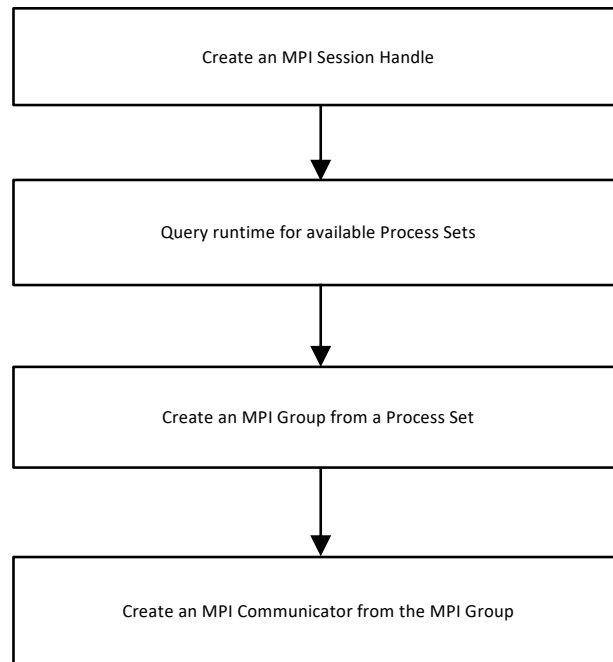 Create an MPI Session Handle
Query runtime for available Process Sets
Create an MPI Group from a Process Set
Create an MPI Communicator from the MPI Group